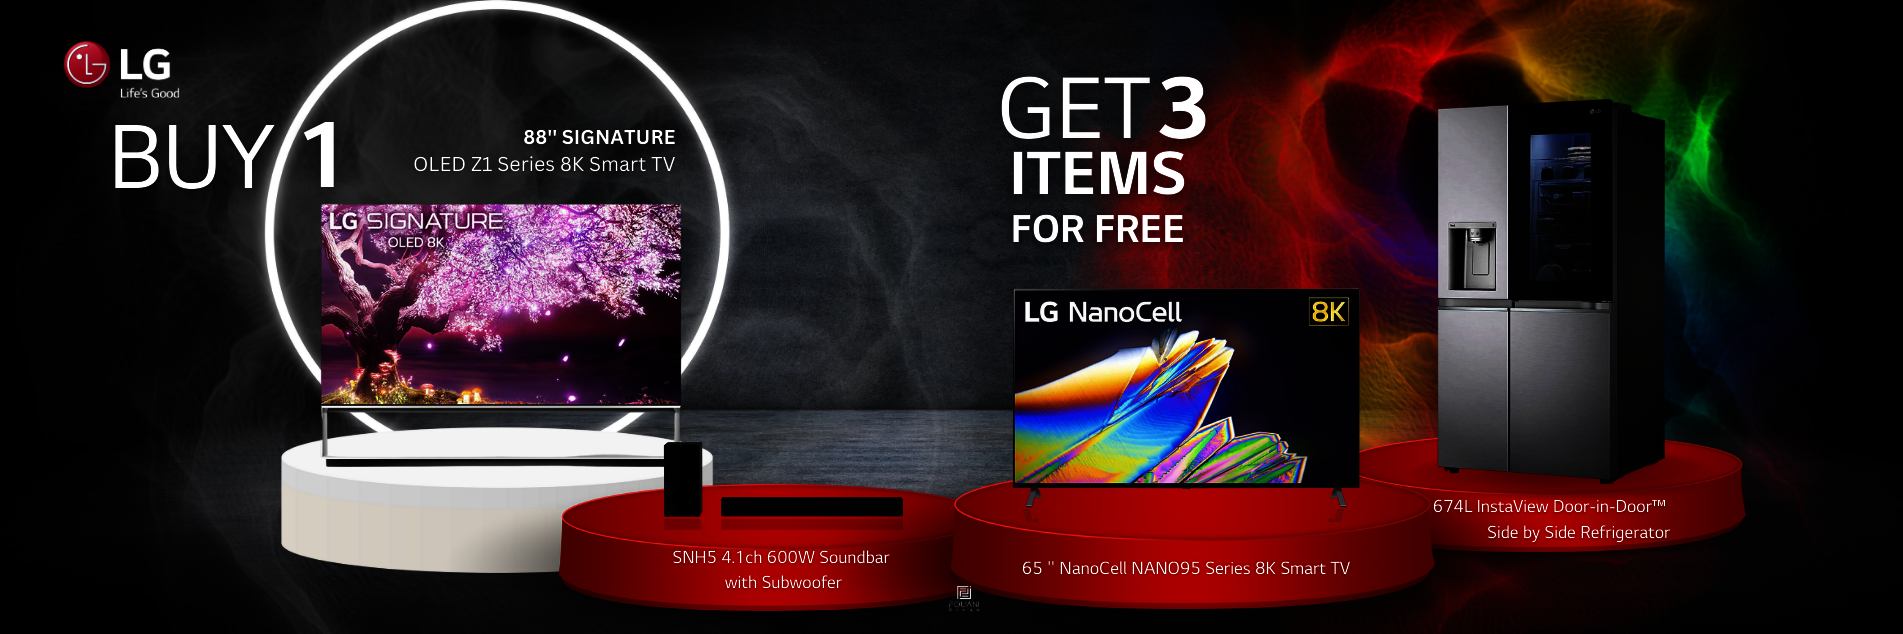 LG
Life's Good
BUY 1
88" SIGNATURE
OLED Z1 Series 8K Smart TV
LG SIGNATURE
OLED 8K
GET 3
ITEMS
FOR FREE
LG NanoCell
8K
SNH5 4.1ch 600W Soundbar
with Subwoofer
65 " NanoCell NANO95 Series 8K Smart TV
674L InstaView Door-in-Door™
Side by Side Refrigerator
FOUANI